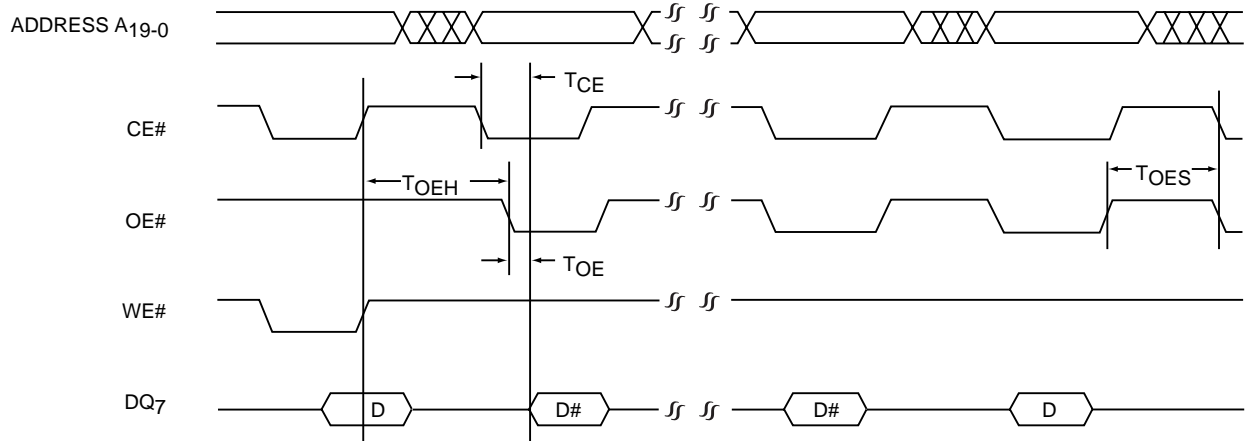 ADDRESS A19-0
TCE
CE#
TOEH
TOES
OE#
TOE
WE#
DQ7
D
D#
D#
D